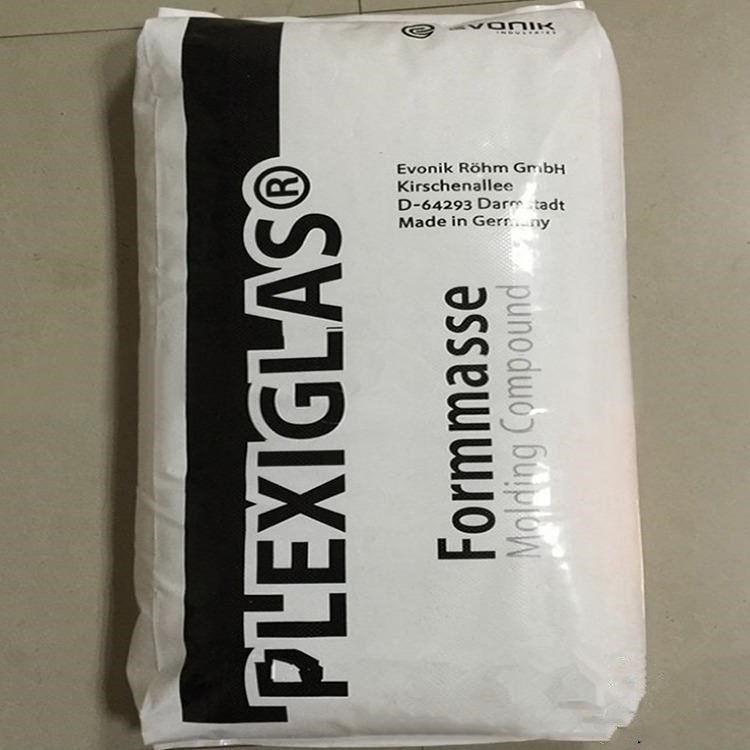 EVONIK
INDUSTRIES
Evonik Röhm GmbH
Kirschenallee
D-64293 Darmstadt
Made in Germany
PLEXIGLAS®
Formmasse
Molding Compound